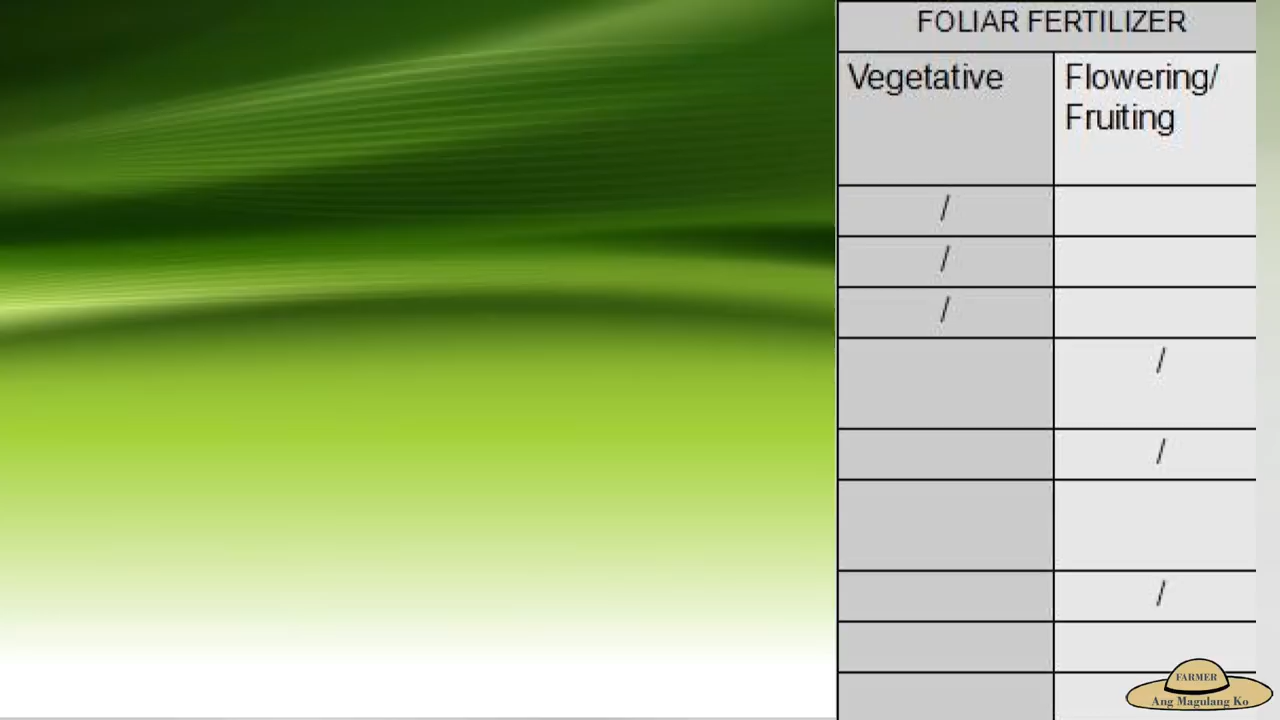 FOLIAR FERTILIZER
Vegetative
Flowering/
Fruiting
/
/
/
/
/
/
FARMER
Ang Magulang Ko